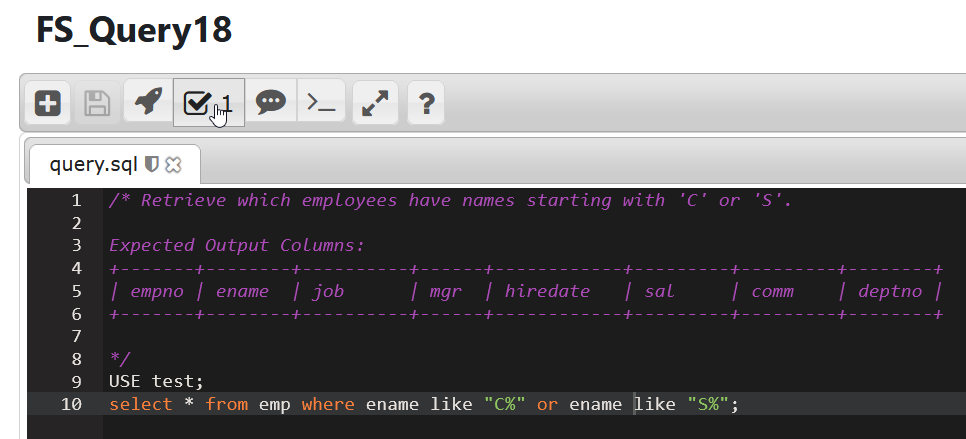 FS_Query18
1
>_
?
query.sql
1 /* Retrieve which employees have names starting with 'C' or 'S'.
2
3 Expected Output Columns:
4 +-------+--------+----------+------+------------+---------+---------+--------+
5 | empno | ename  | job      | mgr  | hiredate   | sal     | comm    | deptno |
6 +-------+--------+----------+------+------------+---------+---------+--------+
7
8 */
9 USE test;
10 select * from emp where ename like "C%" or ename like "S%";